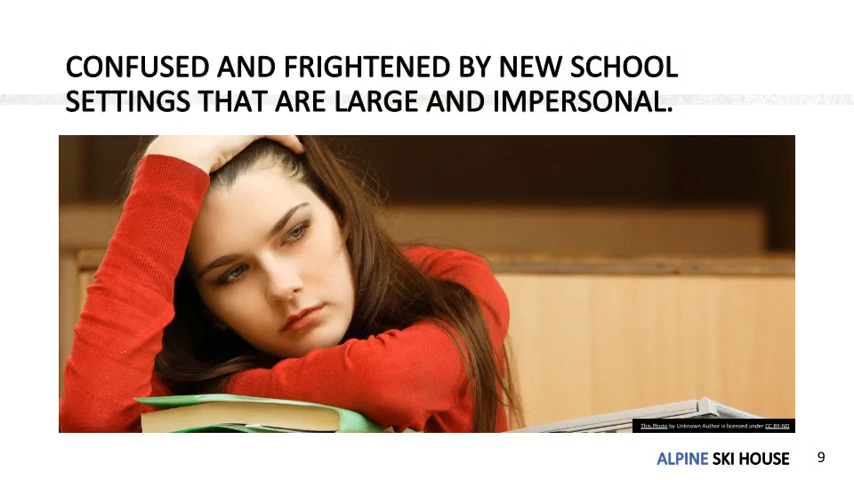 CONFUSED AND FRIGHTENED BY NEW SCHOOL
SETTINGS THAT ARE LARGE AND IMPERSONAL.
This Photo by Unknown Author is licensed under CC BY-ND
ALPINE SKI HOUSE
9